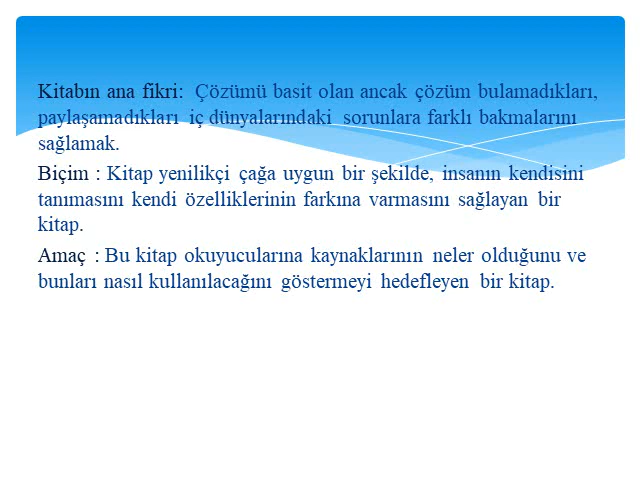 Kitabın ana fikri: Çözümü basit olan ancak çözüm bulamadıkları,
paylaşamadıkları iç dünyalarındaki sorunlara farklı bakmalarını
sağlamak.
Biçim : Kitap yenilikçi çağa uygun bir şekilde, insanın kendisini
tanımasını kendi özelliklerinin farkına varmasını sağlayan bir
kitap.
Amaç : Bu kitap okuyucularına kaynaklarının neler olduğunu ve
bunları nasıl kullanılacağını göstermeyi hedefleyen bir kitap.